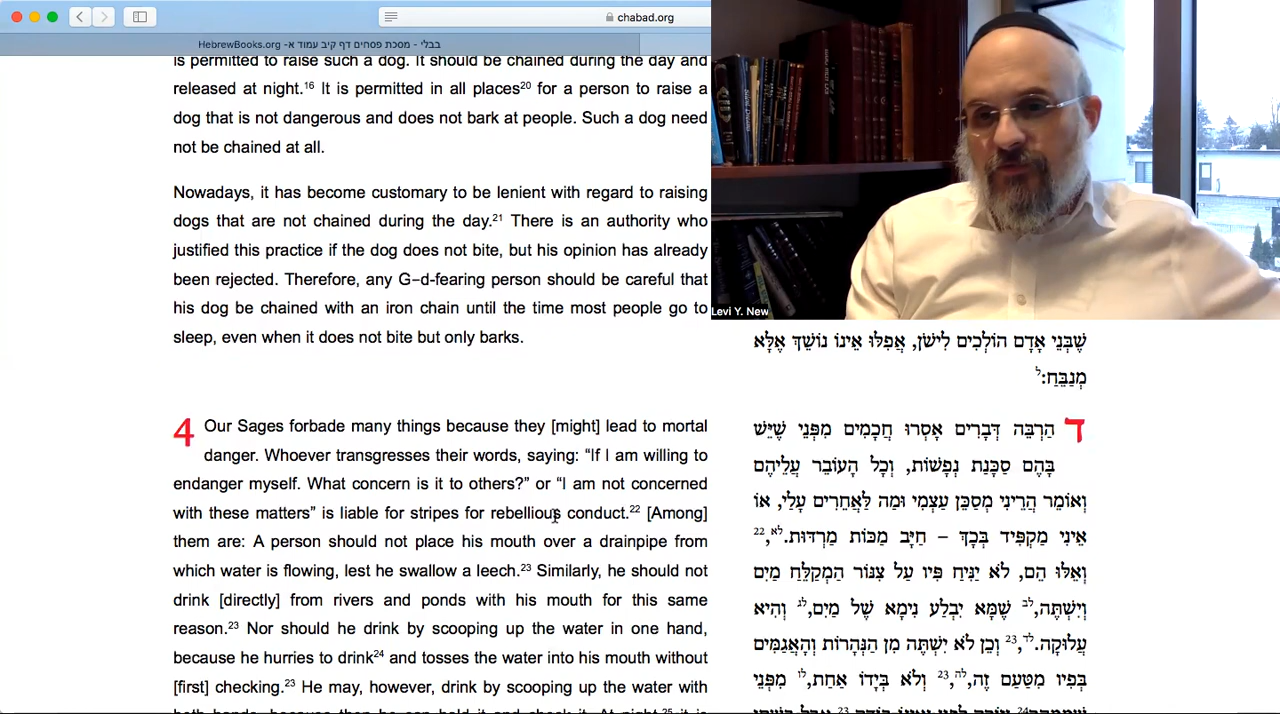 chabad.org
HebrewBooks.org -בבלי - מסכת פסחים דף קיב עמוד א
is permitted to raise such a dog. It should be chained during the day and
released at night.16 It is permitted in all places20 for a person to raise a
dog that is not dangerous and does not bark at people. Such a dog need
not be chained at all.
Nowadays, it has become customary to be lenient with regard to raising
dogs that are not chained during the day.21 There is an authority who
justified this practice if the dog does not bite, but his opinion has already
been rejected. Therefore, any G–d-fearing person should be careful that
his dog be chained with an iron chain until the time most people go to
sleep, even when it does not bite but only barks.
4 Our Sages forbade many things because they [might] lead to mortal
danger. Whoever transgresses their words, saying: “If I am willing to
endanger myself. What concern is it to others?” or “I am not concerned
with these matters” is liable for stripes for rebellious conduct.22 [Among]
them are: A person should not place his mouth over a drainpipe from
which water is flowing, lest he swallow a leech.23 Similarly, he should not
drink [directly] from rivers and ponds with his mouth for this same
reason.23 Nor should he drink by scooping up the water in one hand,
because he hurries to drink24 and tosses the water into his mouth without
[first] checking.23 He may, however, drink by scooping up the water with
Levi Y. New
שֶׁבְּנֵי אָדָם הוֹלְכִים לִישֹׁן, אֲפִלּוּ אֵינוֹ נוֹשֵׁךְ אֶלָּא
מְנַבֵּחַ:ל
ד הַרְבֵּה דְּבָרִים אָסְרוּ חֲכָמִים מִפְּנֵי שֶׁיֵּשׁ
בָּהֶם סַכָּנַת נְפָשׁוֹת, וְכָל הָעוֹבֵר עֲלֵיהֶם
וְאוֹמֵר הֲרֵינִי מְסַכֵּן עַצְמִי וּמַה לַּאֲחֵרִים עָלַי, אוֹ
אֵינִי מַקְפִּיד בְּכָךְ – חַיָּב מַכּוֹת מַרְדּוּת.לא,22
וְאֵלּוּ הֵם, לֹא יַנִּיחַ פִּיו עַל צִנּוֹר הַמְקַלֵּחַ מַיִם
וְיִשְׁתֶּה,לב שֶׁמָּא יִבְלַע נִימָא שֶׁל מַיִם,לג וְהִיא
עֲלוּקָה.לד,23 וְכֵן לֹא יִשְׁתֶּה מִן הַנְּהָרוֹת וְהָאֲגַמִּים
בְּפִיו מִטַּעַם זֶה,לה,23 וְלֹא בְּיָדוֹ אַחַת,לו מִפְּנֵי